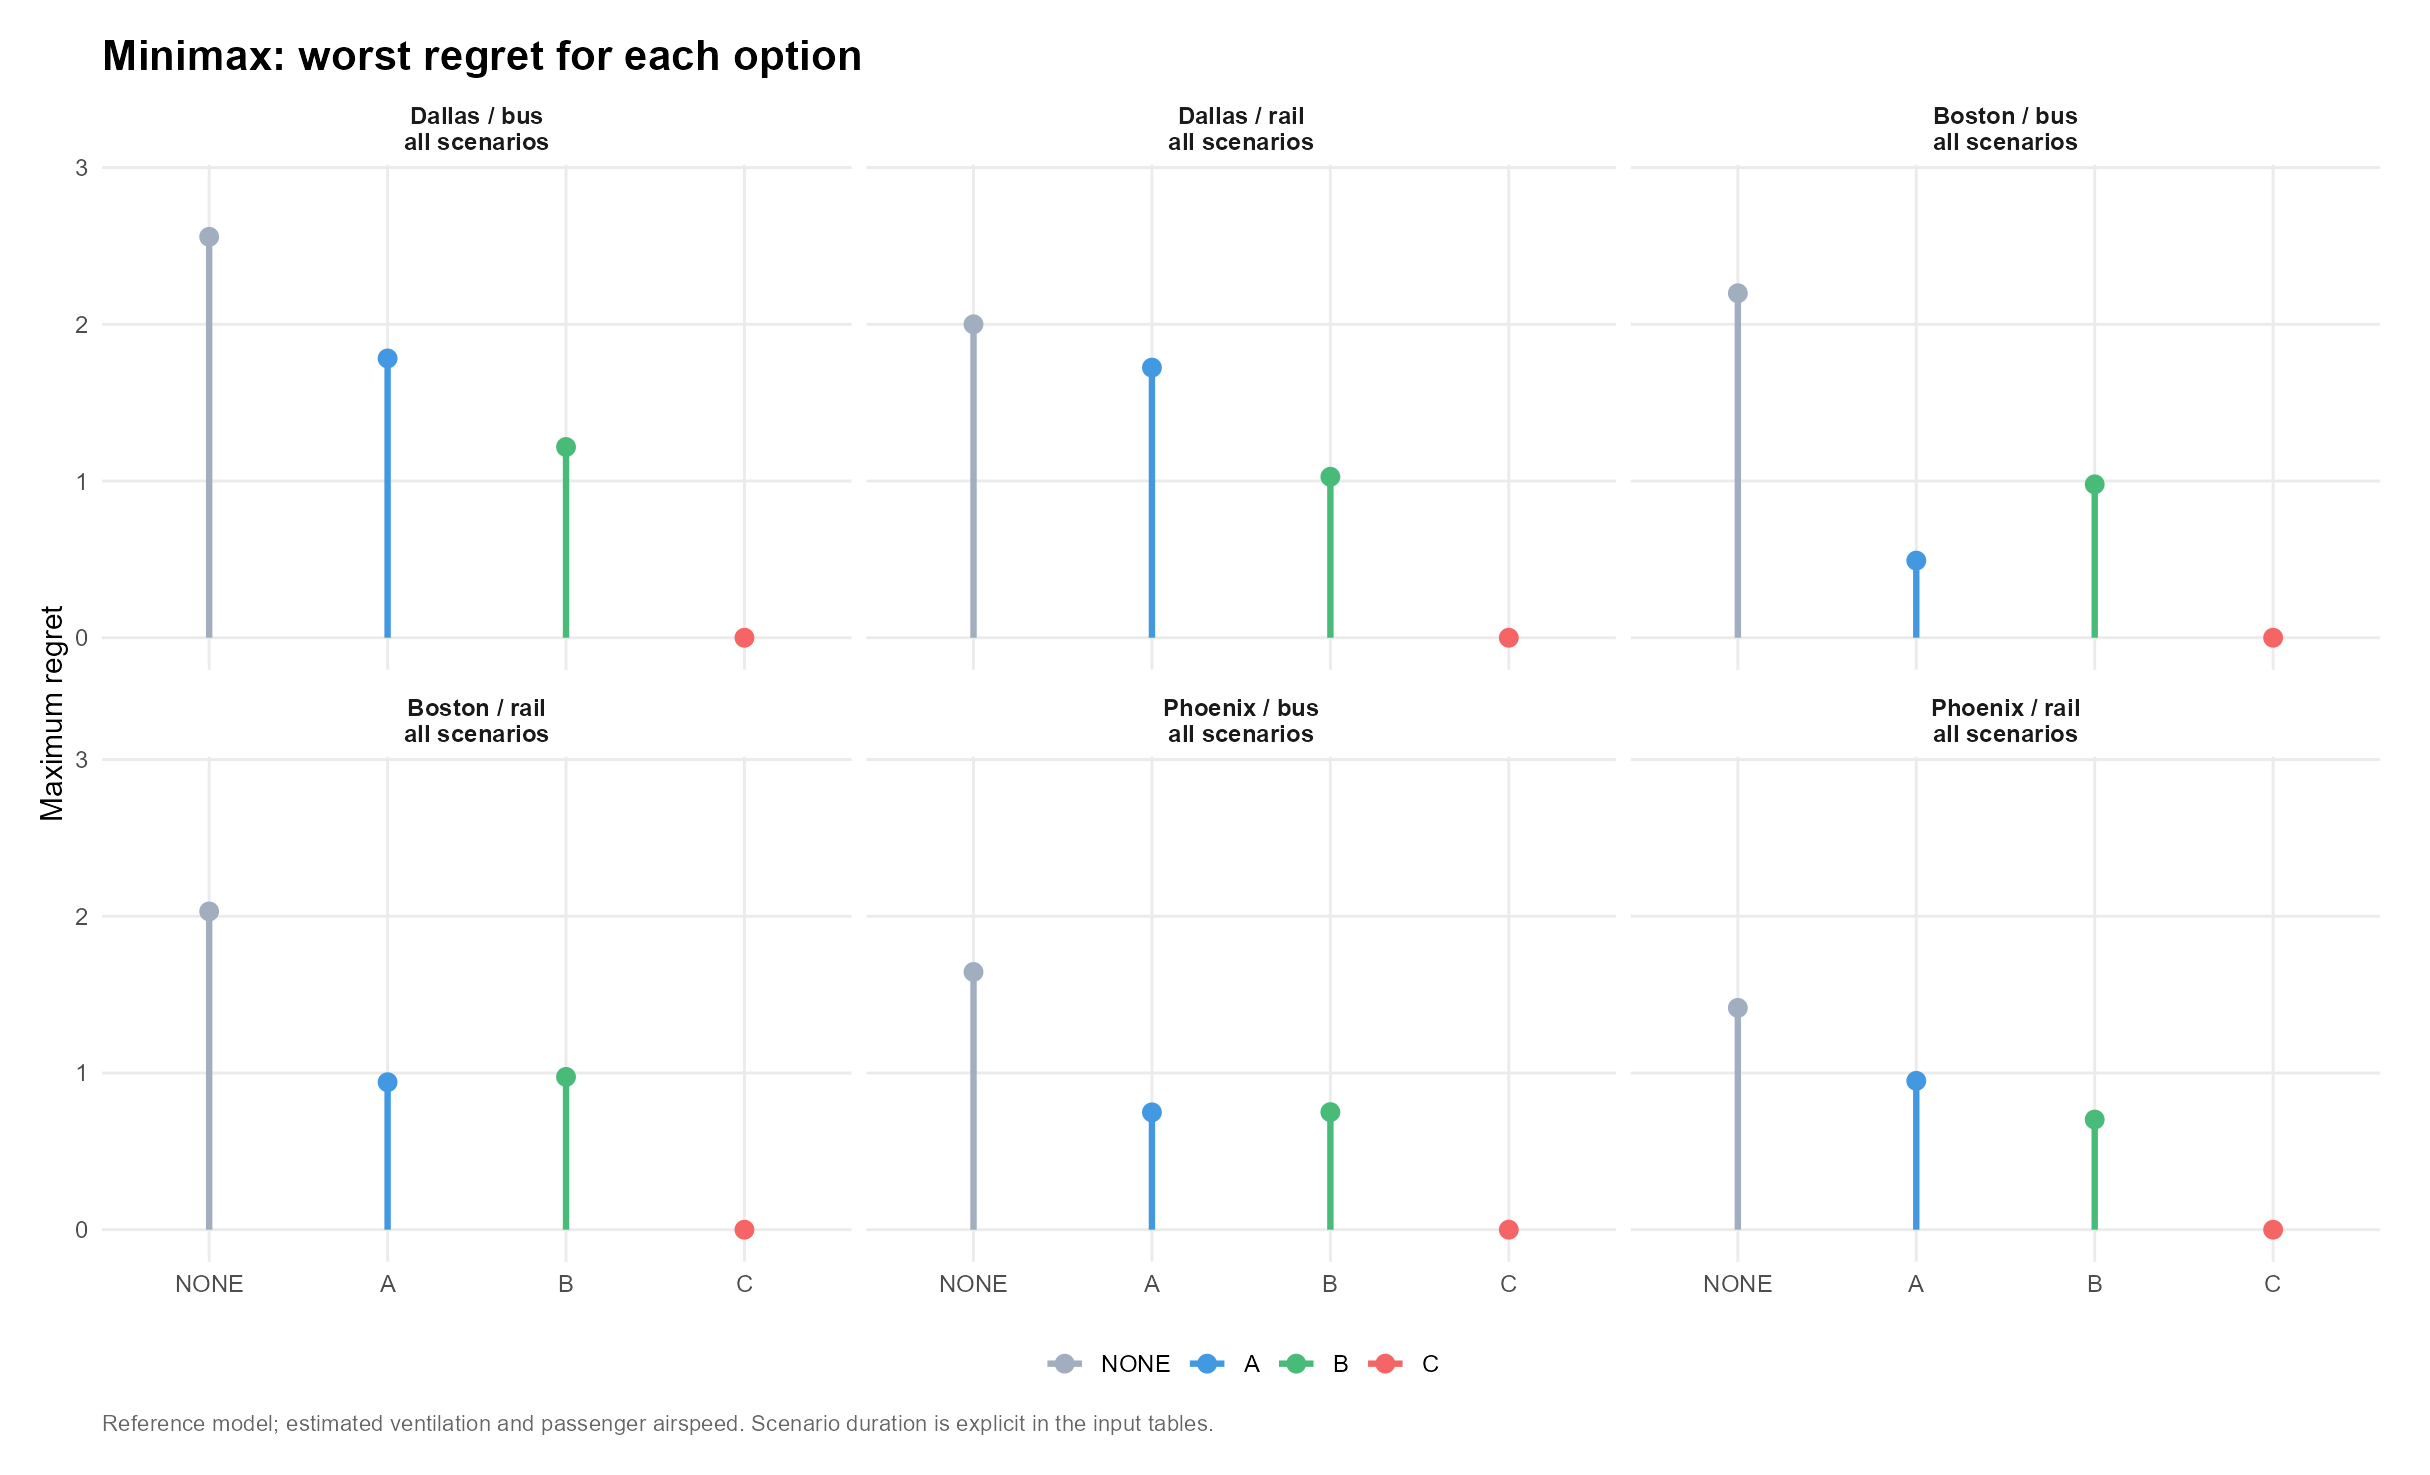 Minimax: worst regret for each option
Dallas / bus
all scenarios
Dallas / rail
all scenarios
Boston / bus
all scenarios
3
2
1
0
Maximum regret
Boston / rail
all scenarios
Phoenix / bus
all scenarios
Phoenix / rail
all scenarios
3
2
1
0
NONE A B C
NONE A B C
NONE A B C
NONE A B C
Reference model; estimated ventilation and passenger airspeed. Scenario duration is explicit in the input tables.